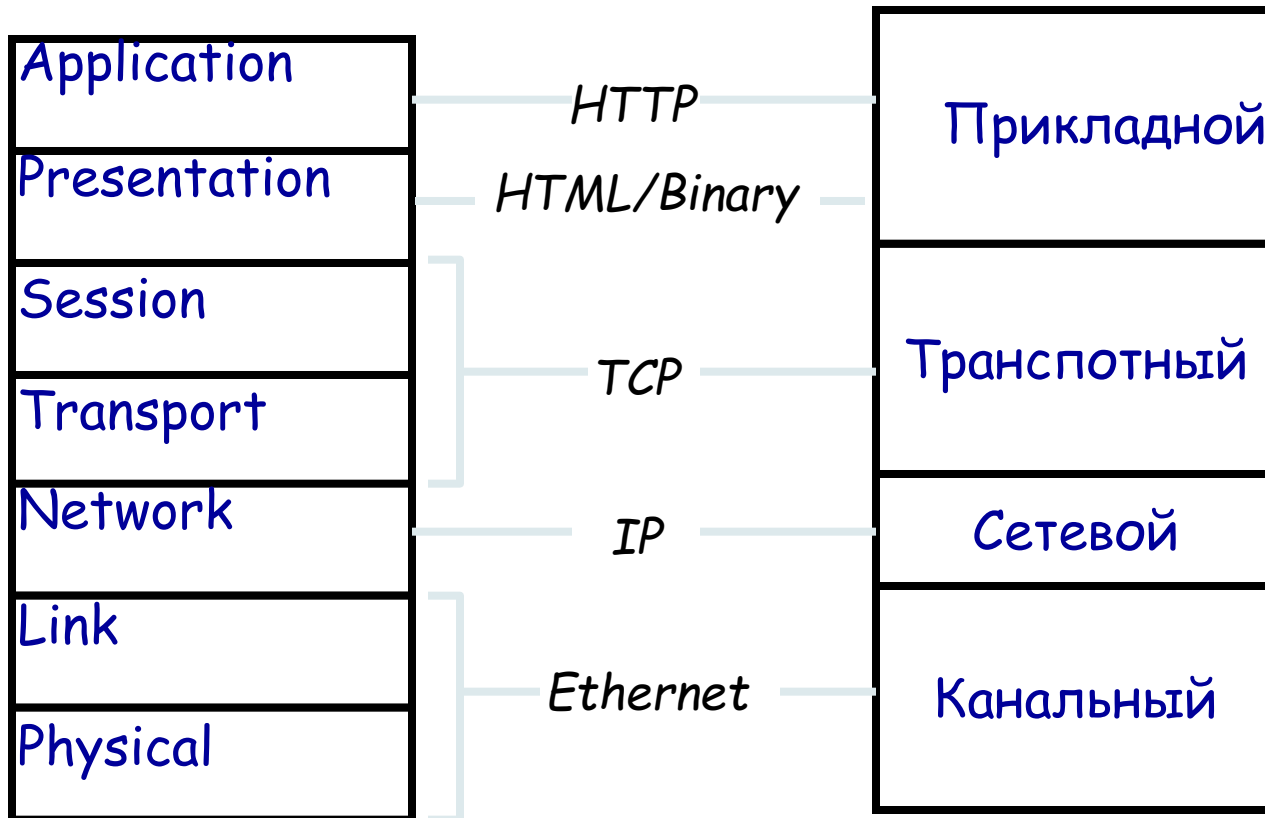 Application
Presentation
Session
Transport
Network
Link
Physical
HTTP
HTML/Binary
TCP
IP
Ethernet
Прикладной
Транспотный
Сетевой
Канальный